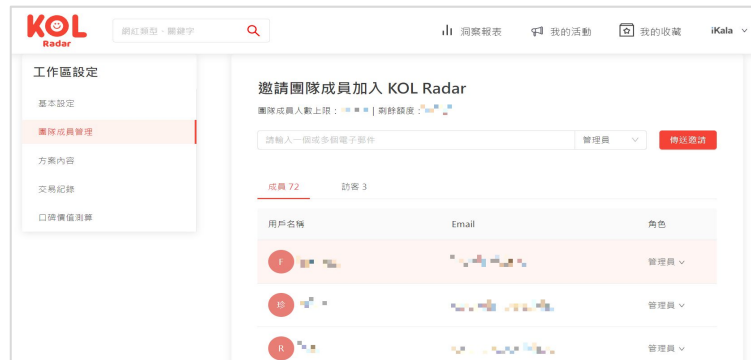 KOL
Radar
網紅類型、關鍵字
洞察報表
我的活動
我的收藏
iKala
工作區設定
基本設定
團隊成員管理
方案內容
交易紀錄
口碑價值測算
邀請團隊成員加入 KOL Radar
團隊成員人數上限： | 剩餘額度：
請輸入一個或多個電子郵件
管理員
傳送邀請
成員 72
訪客 3
用戶名稱
Email
角色
F
管理員
珍
管理員
R
管理員